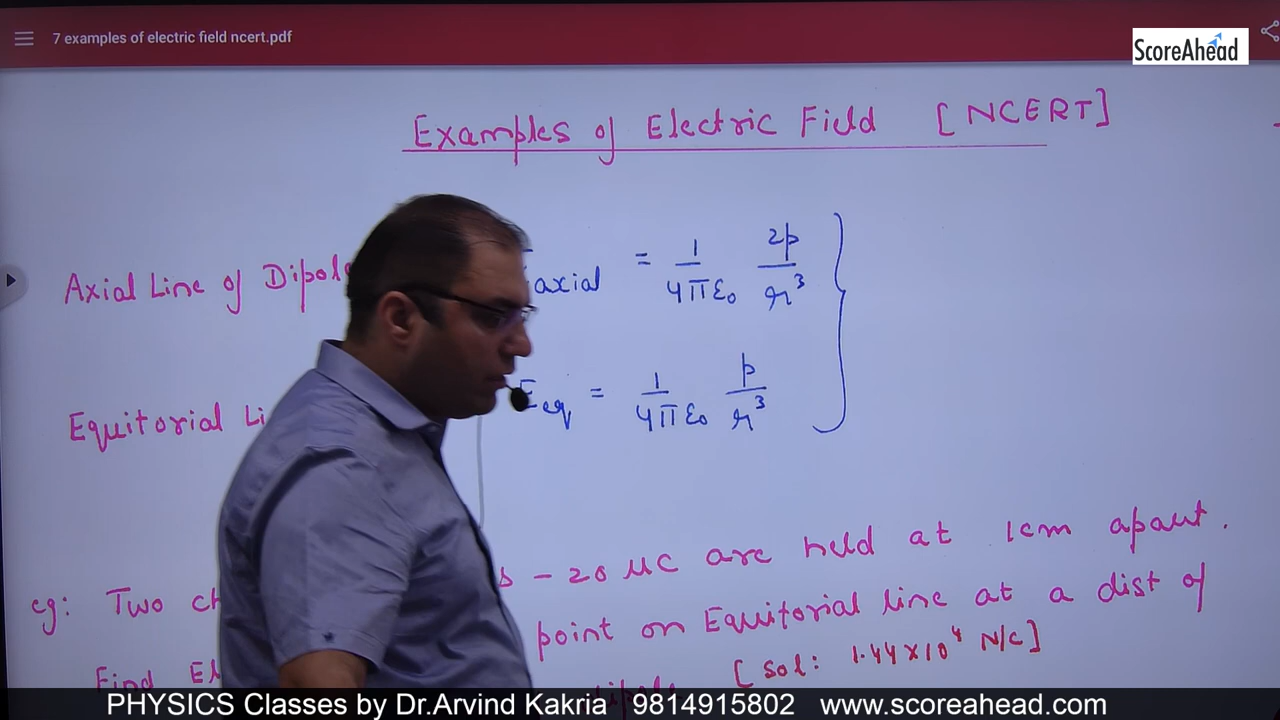 7 examples of electric field ncert.pdf
ScoreAhead
Examples of Electric Field [NCERT]
Axial Line of Dipole axial = 1/4πε₀ 2p/r³
Equitorial Li Eeq = 1/4πε₀ p/r³
eg: Two ch - 20 μC are held at 1cm apart.
Find El point on Equitorial line at a dist of
[Sol: 1.44×10⁴ N/C]
PHYSICS Classes by Dr.Arvind Kakria 9814915802 www.scoreahead.com